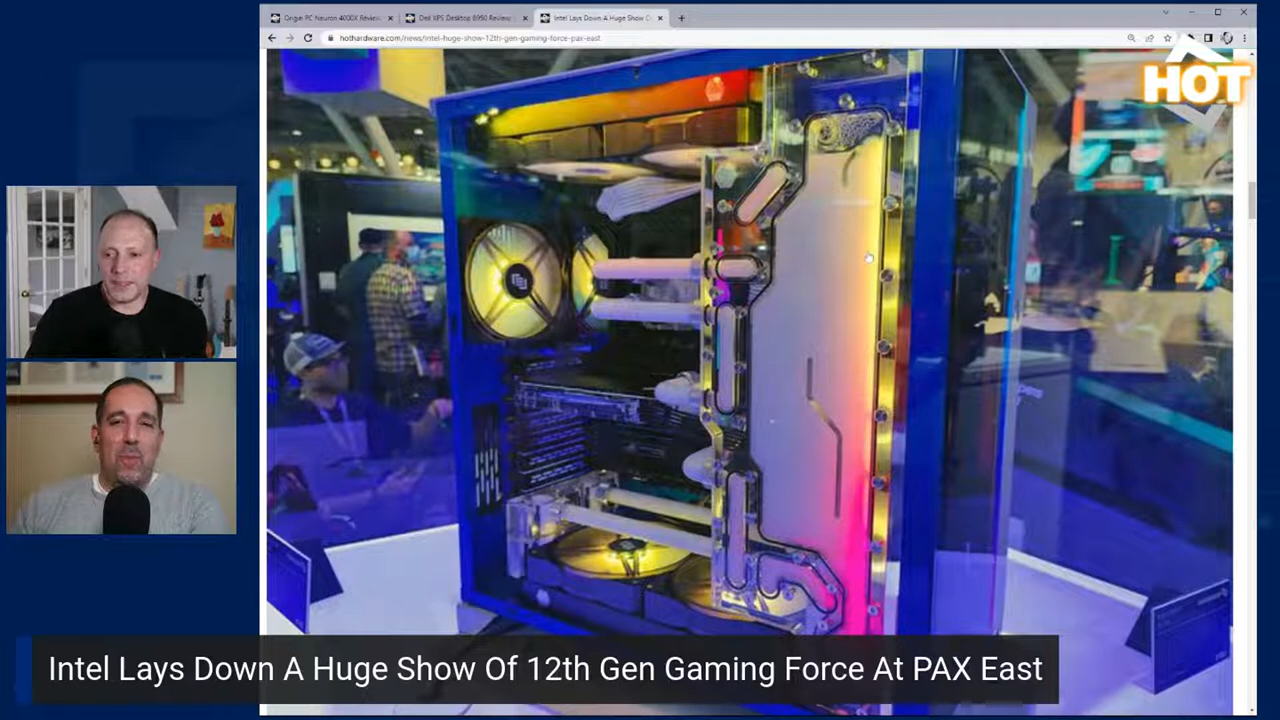 Origin PC Neuron 4000X Review
Dell XPS Desktop 8950 Review
Intel Lays Down A Huge Show O
hothardware.com/news/intel-huge-show-12th-gen-gaming-force-pax-east
HOT
Intel Lays Down A Huge Show Of 12th Gen Gaming Force At PAX East